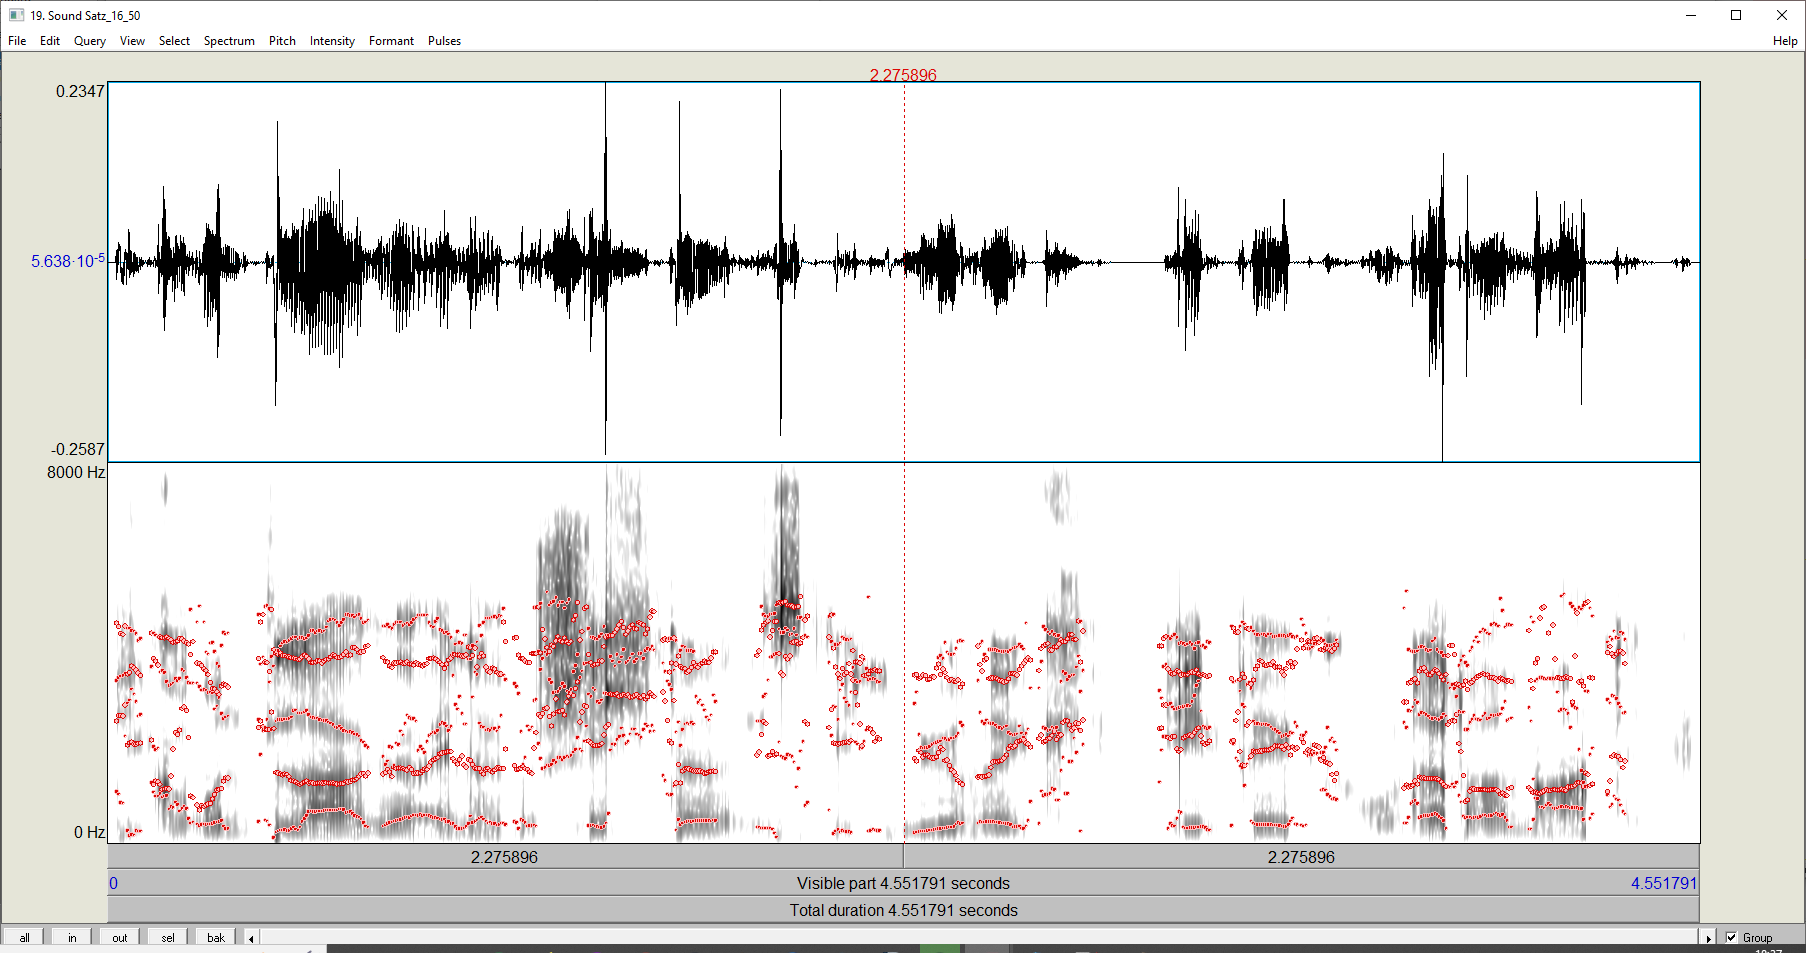 19. Sound Satz_16_50
File Edit Query View Select Spectrum Pitch Intensity Formant Pulses Help
2.275896
0.2347
5.638·10-5
-0.2587
8000 Hz
0 Hz
2.275896 2.275896
0 Visible part 4.551791 seconds 4.551791
Total duration 4.551791 seconds
all in out sel bak Group